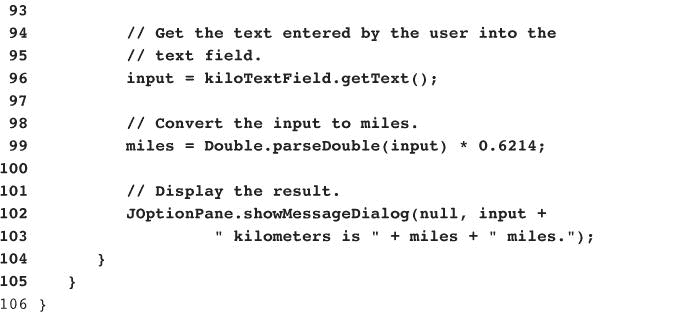 93
94 // Get the text entered by the user into the
95 // text field.
96 input = kiloTextField.getText();
97
98 // Convert the input to miles.
99 miles = Double.parseDouble(input) * 0.6214;
100
101 // Display the result.
102 JOptionPane.showMessageDialog(null, input +
103 " kilometers is " + miles + " miles.");
104 }
105 }
106 }